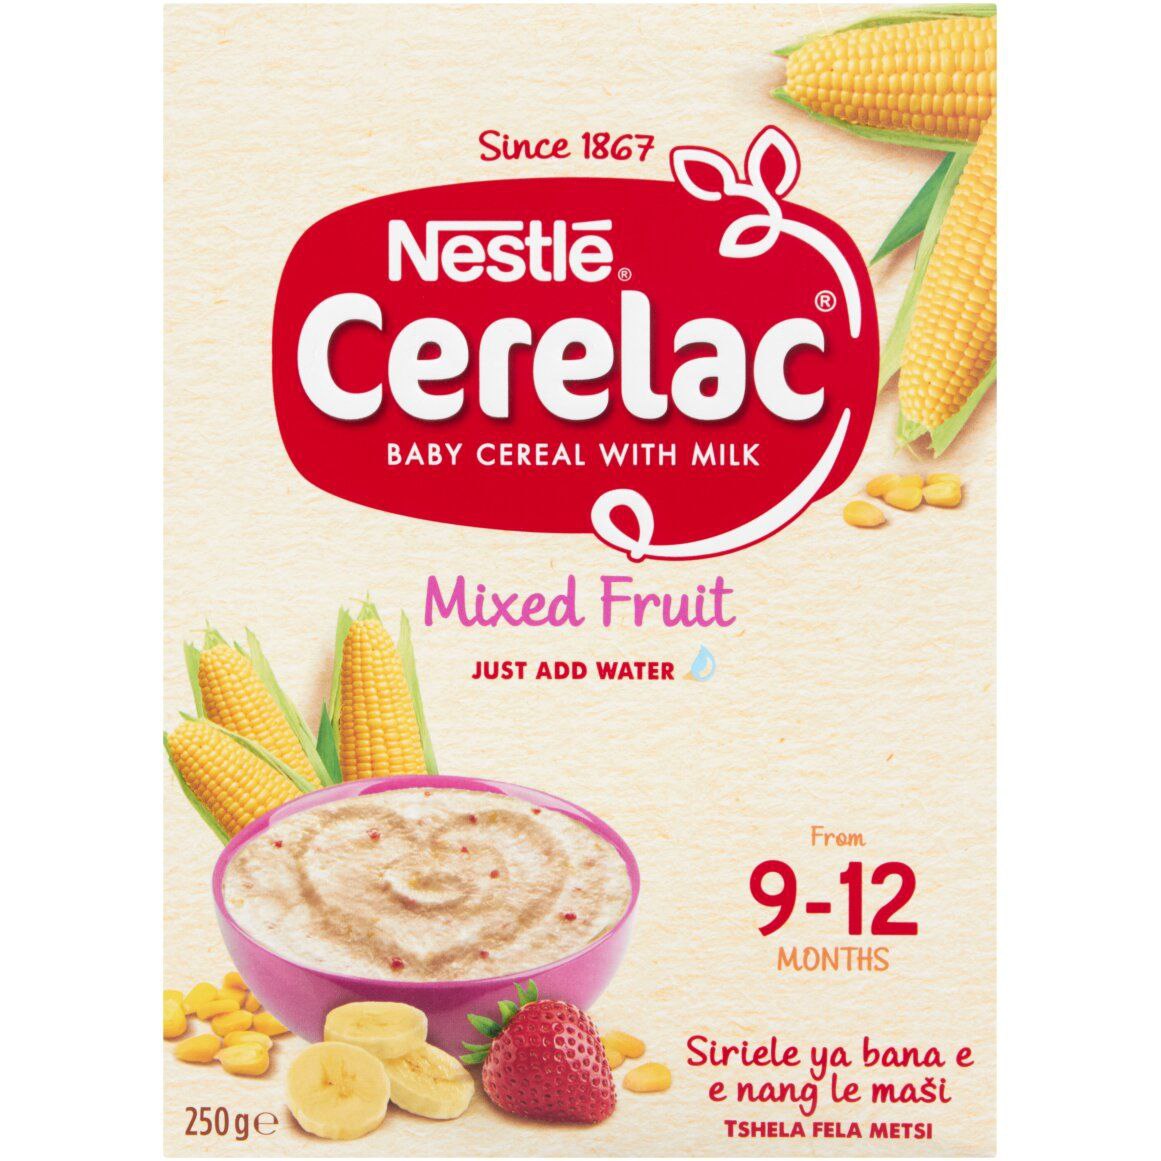 Since 1867
Nestlé®
Cerelac®
BABY CEREAL WITH MILK
Mixed Fruit
JUST ADD WATER
From
9-12
MONTHS
Siriele ya bana e
e nang le maši
TSHELA FELA METSI
250g℮